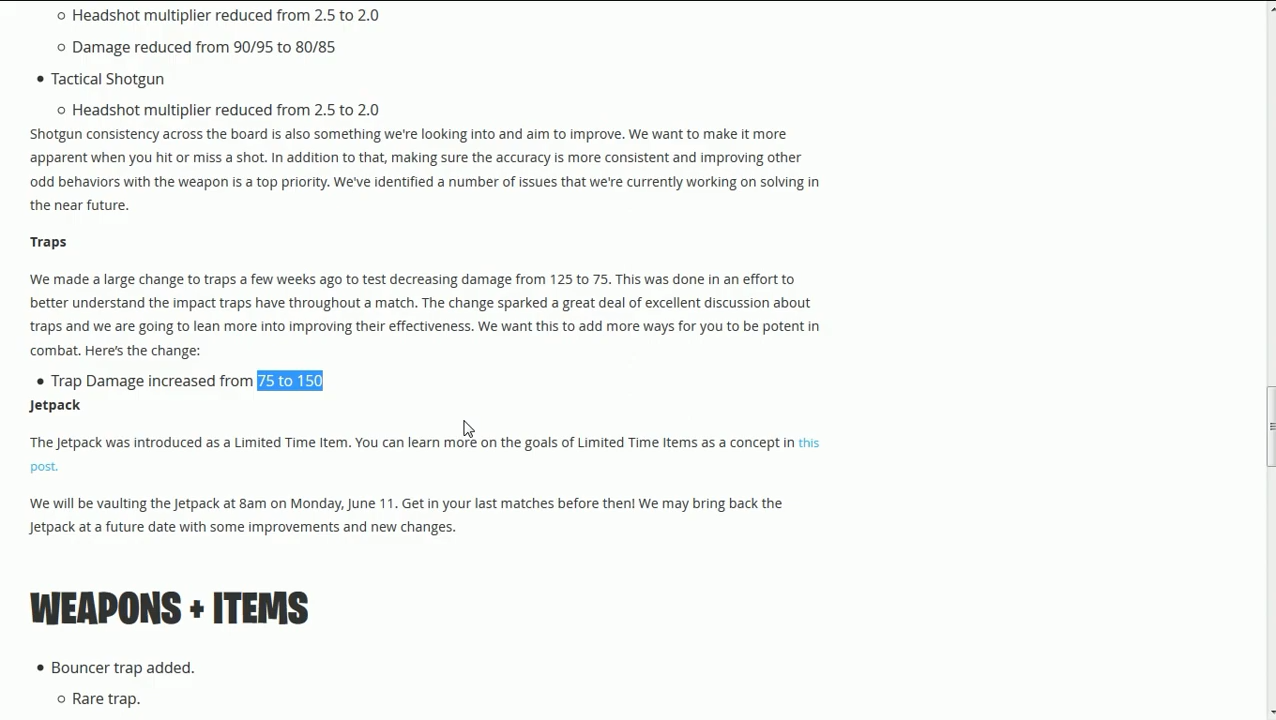 Headshot multiplier reduced from 2.5 to 2.0
Damage reduced from 90/95 to 80/85
Tactical Shotgun
Headshot multiplier reduced from 2.5 to 2.0
Shotgun consistency across the board is also something we're looking into and aim to improve. We want to make it more
apparent when you hit or miss a shot. In addition to that, making sure the accuracy is more consistent and improving other
odd behaviors with the weapon is a top priority. We've identified a number of issues that we're currently working on solving in
the near future.
Traps
We made a large change to traps a few weeks ago to test decreasing damage from 125 to 75. This was done in an effort to
better understand the impact traps have throughout a match. The change sparked a great deal of excellent discussion about
traps and we are going to lean more into improving their effectiveness. We want this to add more ways for you to be potent in
combat. Here's the change:
Trap Damage increased from 75 to 150
Jetpack
The Jetpack was introduced as a Limited Time Item. You can learn more on the goals of Limited Time Items as a concept in this
post.
We will be vaulting the Jetpack at 8am on Monday, June 11. Get in your last matches before then! We may bring back the
Jetpack at a future date with some improvements and new changes.
WEAPONS + ITEMS
Bouncer trap added.
Rare trap.